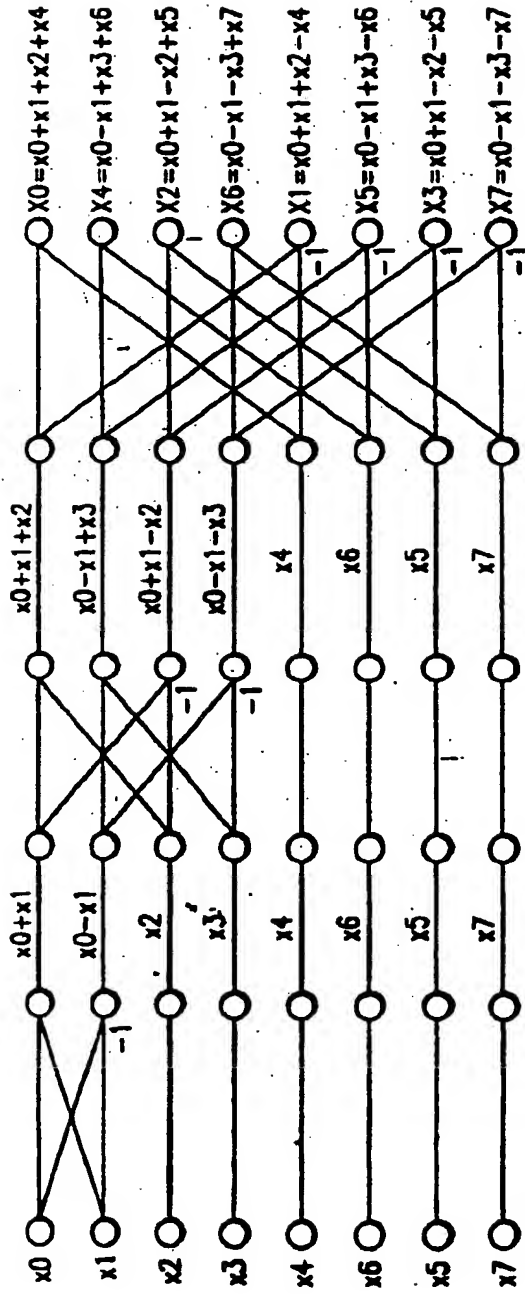 x0
x1
x2
x3
x4
x6
x5
x7
-1
x0+x1
x0-x1
x2
x3
x4
x6
x5
x7
-1
-1
x0+x1+x2
x0-x1+x3
x0+x1-x2
x0-x1-x3
x4
x6
x5
x7
-1
-1
-1
-1
X0=x0+x1+x2+x4
X4=x0-x1+x3+x6
X2=x0+x1-x2+x5
X6=x0-x1-x3+x7
X1=x0+x1+x2-x4
X5=x0-x1+x3-x6
X3=x0+x1-x2-x5
X7=x0-x1-x3-x7